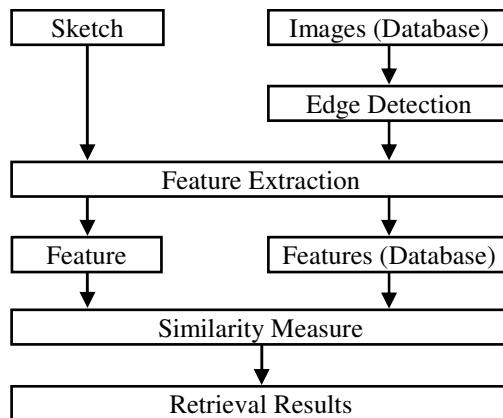 Sketch
Images (Database)
Edge Detection
Feature Extraction
Feature
Features (Database)
Similarity Measure
Retrieval Results